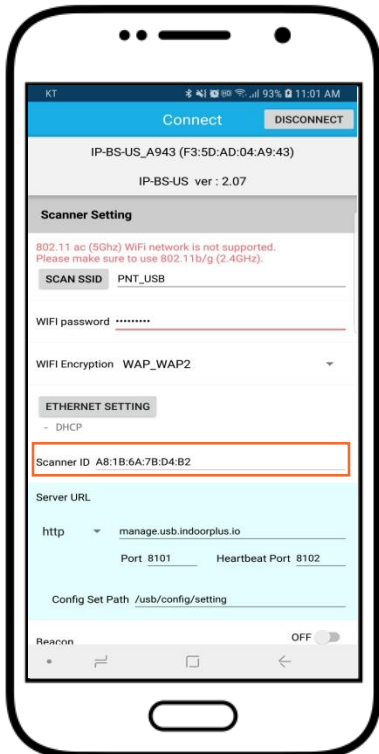 KT 93% 11:01 AM
Connect DISCONNECT
IP-BS-US_A943 (F3:5D:AD:04:A9:43)
IP-BS-US ver : 2.07
Scanner Setting
802.11 ac (5Ghz) WiFi network is not supported.
Please make sure to use 802.11b/g (2.4GHz).
SCAN SSID PNT_USB
WIFI password •••••••••
WIFI Encryption WAP_WAP2
ETHERNET SETTING
- DHCP
Scanner ID A8:1B:6A:7B:D4:B2
Server URL
http manage.usb.indoorplus.io
Port 8101 Heartbeat Port 8102
Config Set Path /usb/config/setting
Beacon OFF